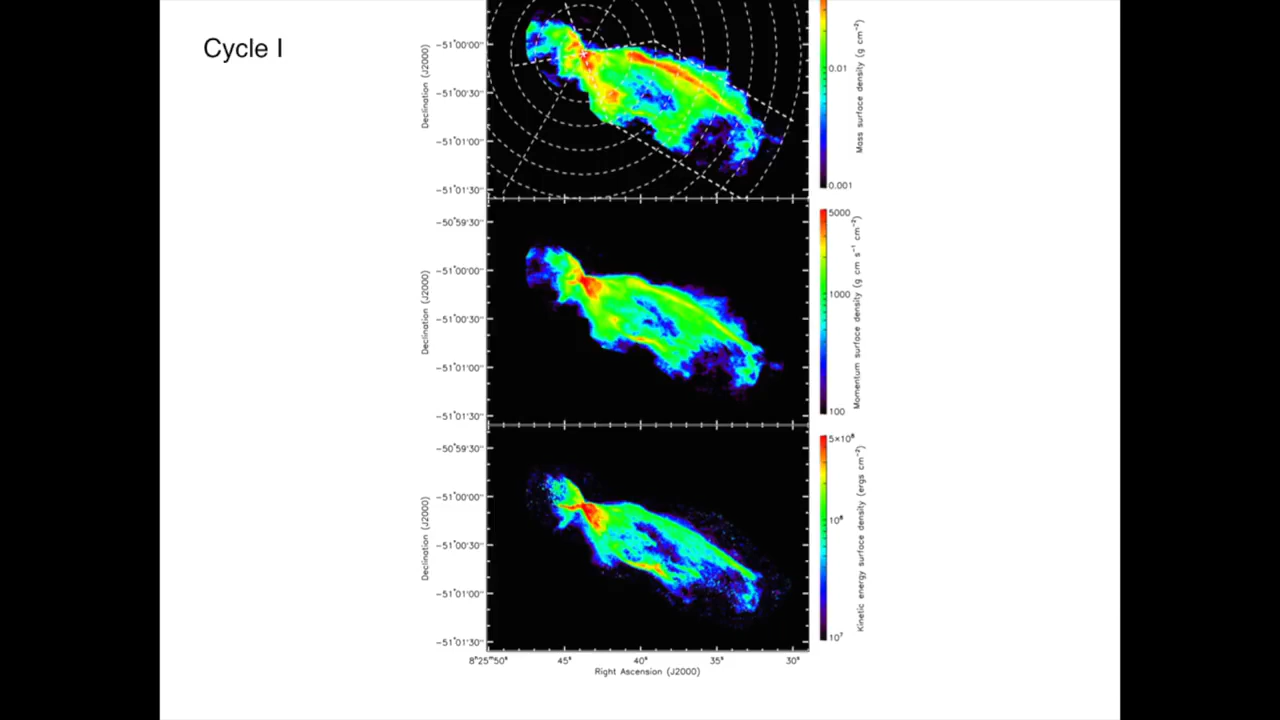 Cycle I
Declination (J2000)
-51°00'00"
-51°00'30"
-51°01'00"
-51°01'30"
0.01
0.001
Mass surface density (g cm⁻²)
Declination (J2000)
-50°59'30"
-51°00'00"
-51°00'30"
-51°01'00"
-51°01'30"
5000
1000
100
Momentum surface density (g cm s⁻¹ cm⁻²)
Declination (J2000)
-50°59'30"
-51°00'00"
-51°00'30"
-51°01'00"
-51°01'30"
5×10⁸
10⁸
10⁷
Kinetic energy surface density (ergs cm⁻²)
8ʰ25ᵐ50ˢ 45ˢ 40ˢ 35ˢ 30ˢ
Right Ascension (J2000)